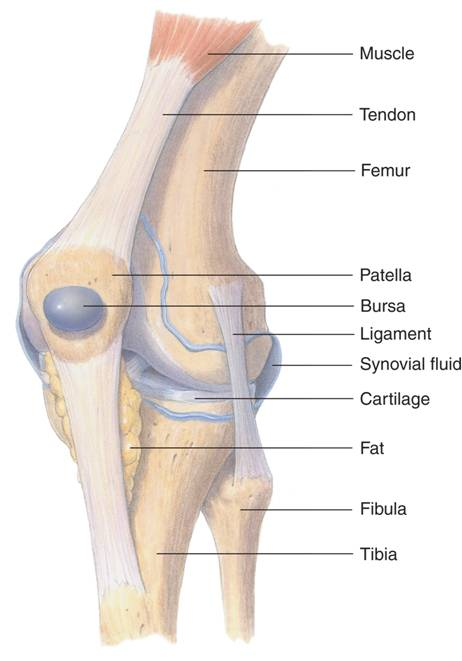 Muscle
Tendon
Femur
Patella
Bursa
Ligament
Synovial fluid
Cartilage
Fat
Fibula
Tibia